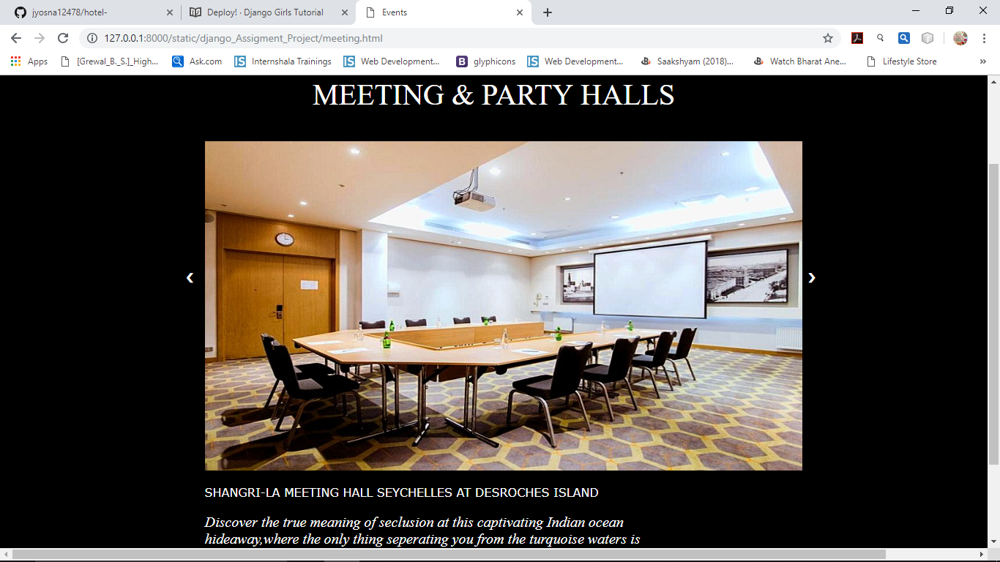 jyosna12478/hotel-
Deploy! · Django Girls Tutorial
Events
127.0.0.1:8000/static/django_Assigment_Project/meeting.html
Apps
[Grewal_B._S.]_High...
Ask.com
Internshala Trainings
Web Development...
glyphicons
Web Development...
Saakshyam (2018)...
Watch Bharat Ane...
Lifestyle Store
»
MEETING & PARTY HALLS
SHANGRI-LA MEETING HALL SEYCHELLES AT DESROCHES ISLAND
Discover the true meaning of seclusion at this captivating Indian ocean
hideaway,where the only thing seperating you from the turquoise waters is